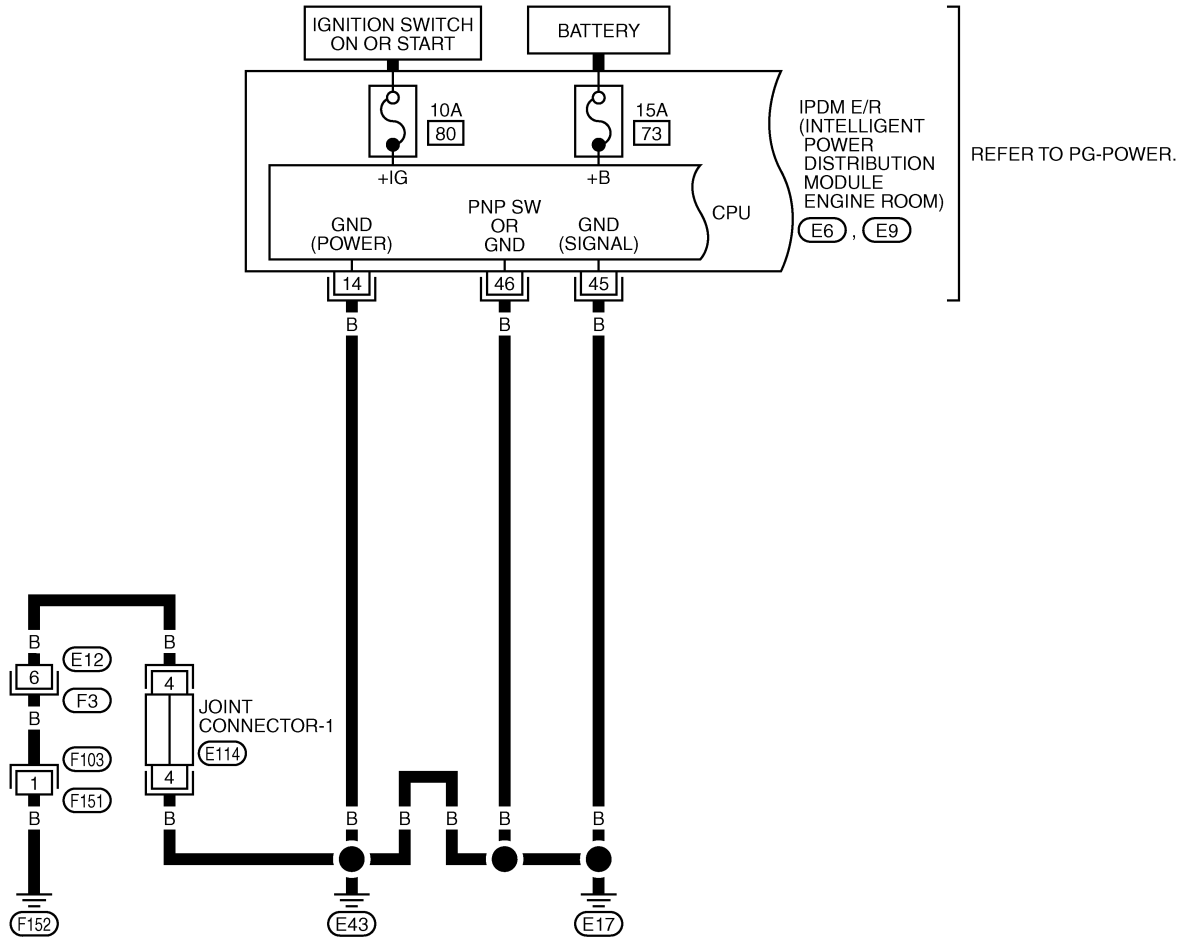 IGNITION SWITCH
ON OR START
BATTERY
10A
80
15A
73
IPDM E/R
(INTELLIGENT
POWER
DISTRIBUTION
MODULE
ENGINE ROOM)
E6 , E9
REFER TO PG-POWER.
+IG
+B
CPU
GND
(POWER)
PNP SW
OR
GND
GND
(SIGNAL)
14
46
45
B
B
B
B
B
6
E12
F3
4
B
JOINT
CONNECTOR-1
E114
F103
1
F151
4
B
B
B
B
B
B
B
F152
E43
E17